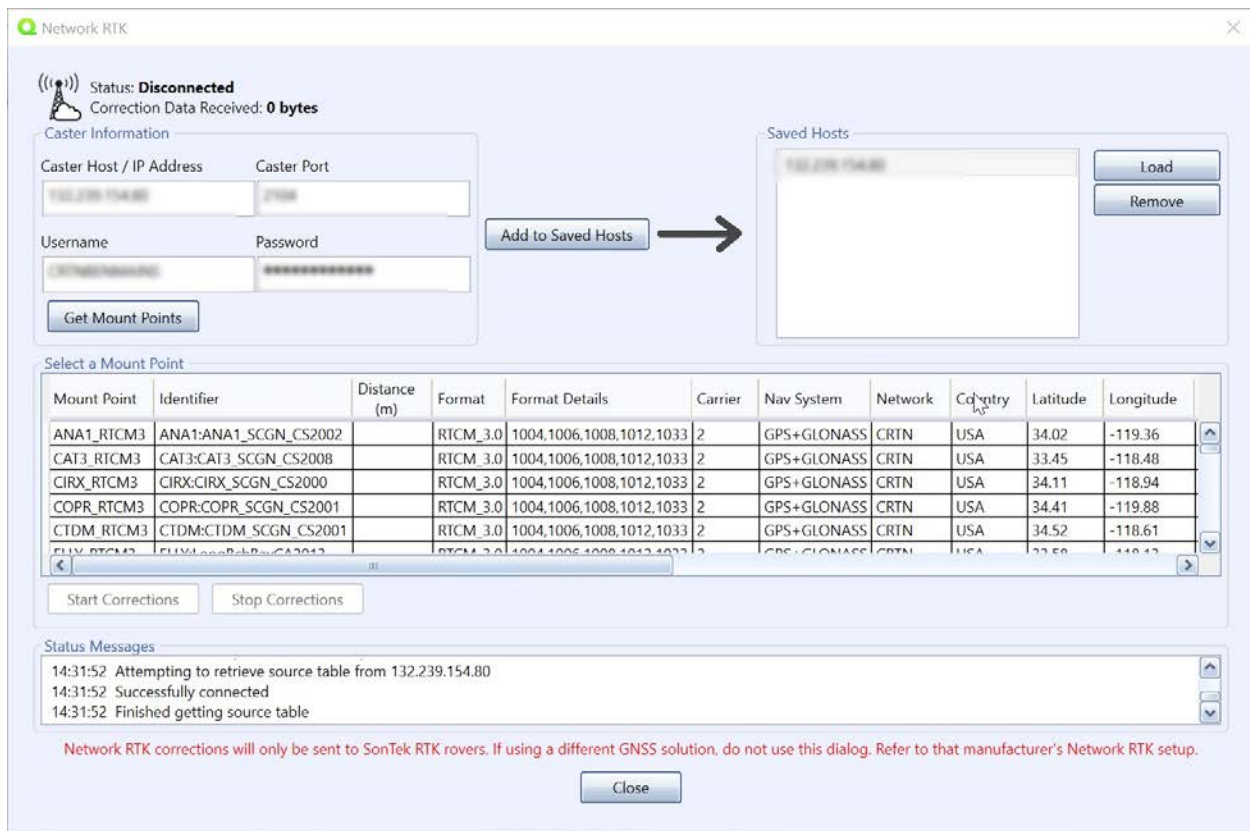 Network RTK
Status: Disconnected
Correction Data Received: 0 bytes
Caster Information
Saved Hosts
Caster Host / IP Address Caster Port
Load
Remove
Username Password
Add to Saved Hosts
Get Mount Points
Select a Mount Point
Mount Point Identifier Distance (m) Format Format Details Carrier Nav System Network Country Latitude Longitude
ANA1_RTCM3 ANA1:ANA1_SCGN_CS2002 RTCM_3.0 1004,1006,1008,1012,1033 2 GPS+GLONASS CRTN USA 34.02 -119.36
CAT3_RTCM3 CAT3:CAT3_SCGN_CS2008 RTCM_3.0 1004,1006,1008,1012,1033 2 GPS+GLONASS CRTN USA 33.45 -118.48
CIRX_RTCM3 CIRX:CIRX_SCGN_CS2000 RTCM_3.0 1004,1006,1008,1012,1033 2 GPS+GLONASS CRTN USA 34.11 -118.94
COPR_RTCM3 COPR:COPR_SCGN_CS2001 RTCM_3.0 1004,1006,1008,1012,1033 2 GPS+GLONASS CRTN USA 34.41 -119.88
CTDM_RTCM3 CTDM:CTDM_SCGN_CS2001 RTCM_3.0 1004,1006,1008,1012,1033 2 GPS+GLONASS CRTN USA 34.52 -118.61
Start Corrections Stop Corrections
Status Messages
14:31:52 Attempting to retrieve source table from 132.239.154.80
14:31:52 Successfully connected
14:31:52 Finished getting source table
Network RTK corrections will only be sent to SonTek RTK rovers. If using a different GNSS solution, do not use this dialog. Refer to that manufacturer's Network RTK setup.
Close